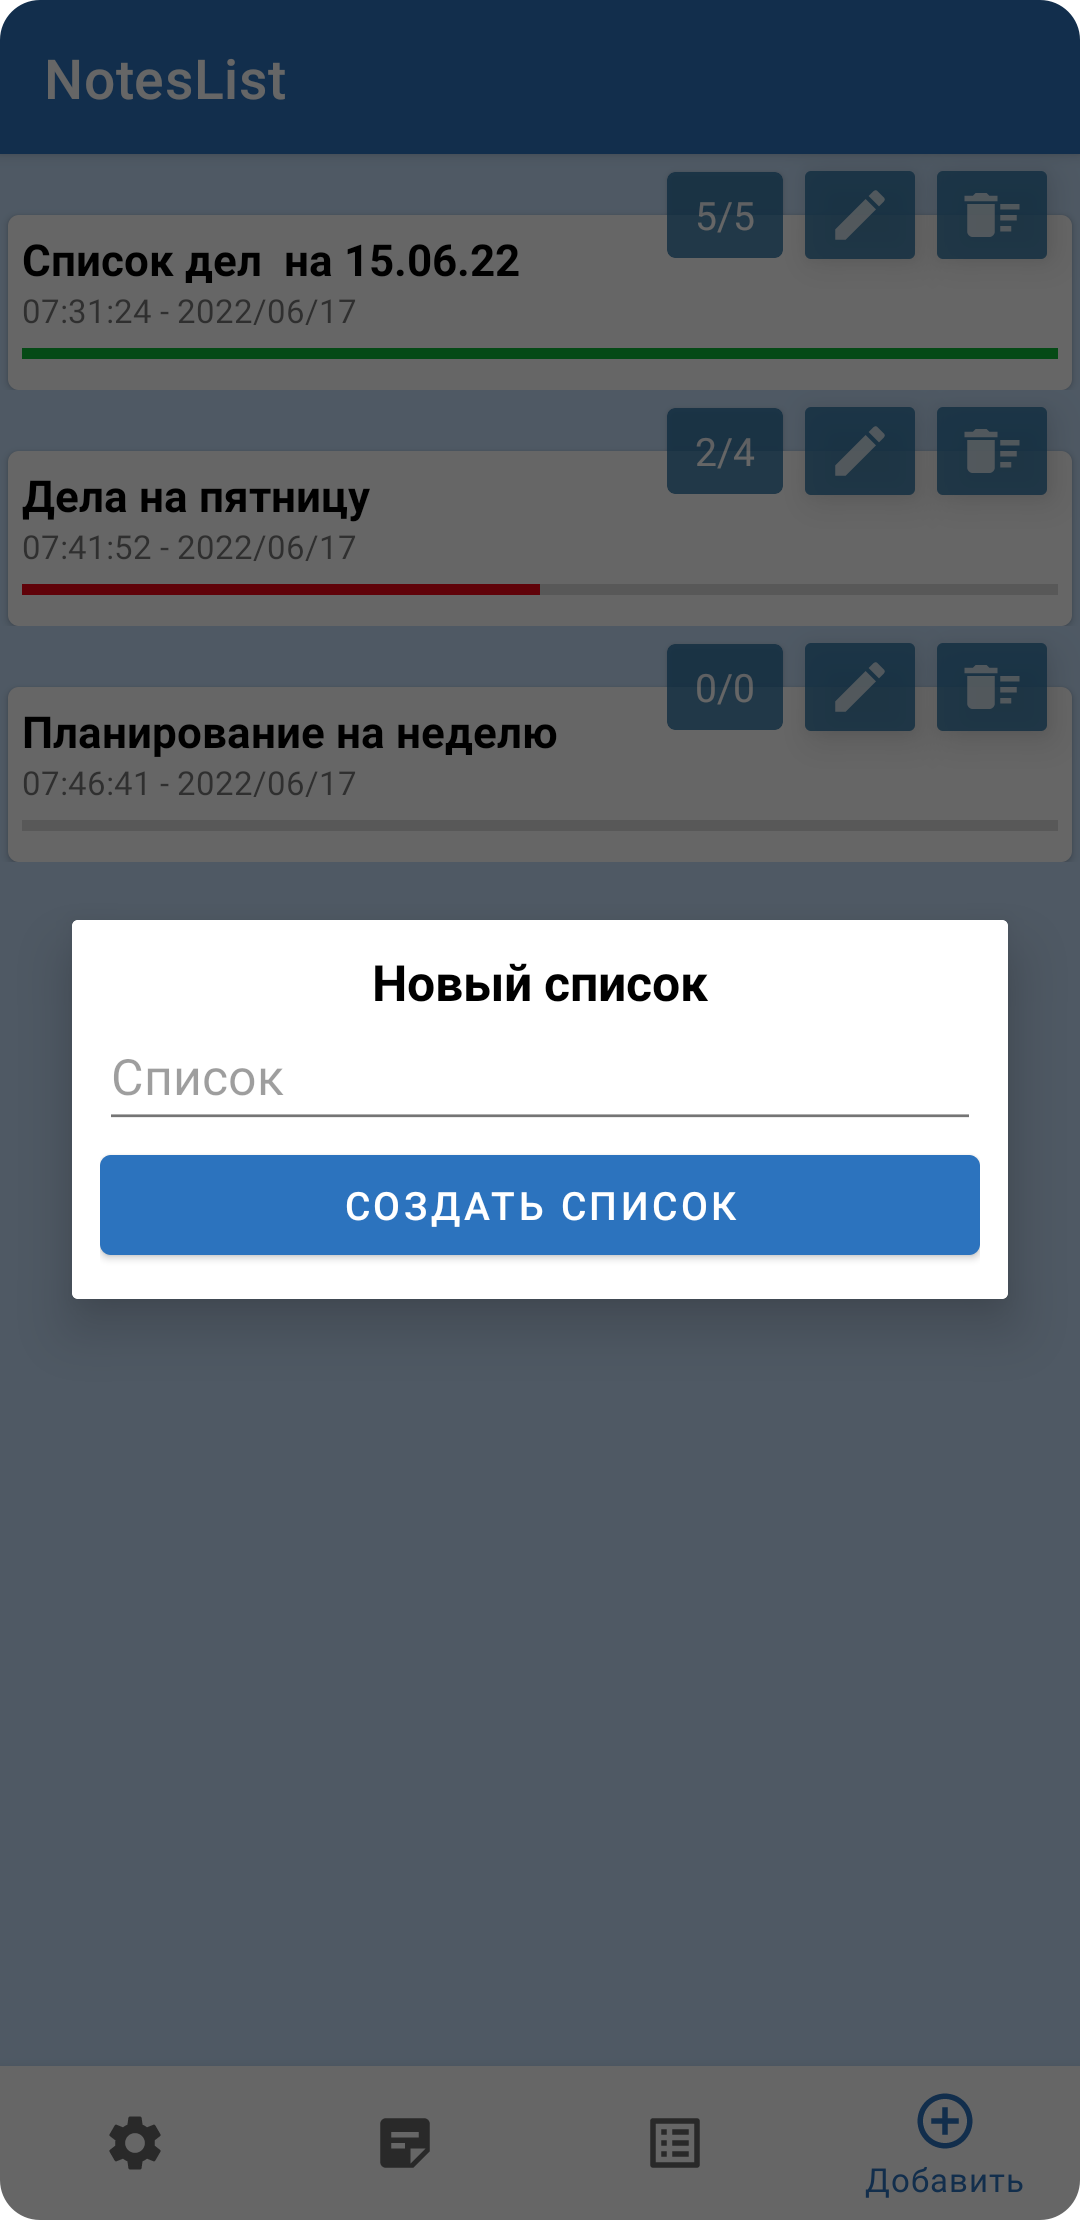 NotesList
5/5
Список дел  на 15.06.22
07:31:24 - 2022/06/17
2/4
Дела на пятницу
07:41:52 - 2022/06/17
0/0
Планирование на неделю
07:46:41 - 2022/06/17
Новый список
Список
СОЗДАТЬ СПИСОК
Добавить